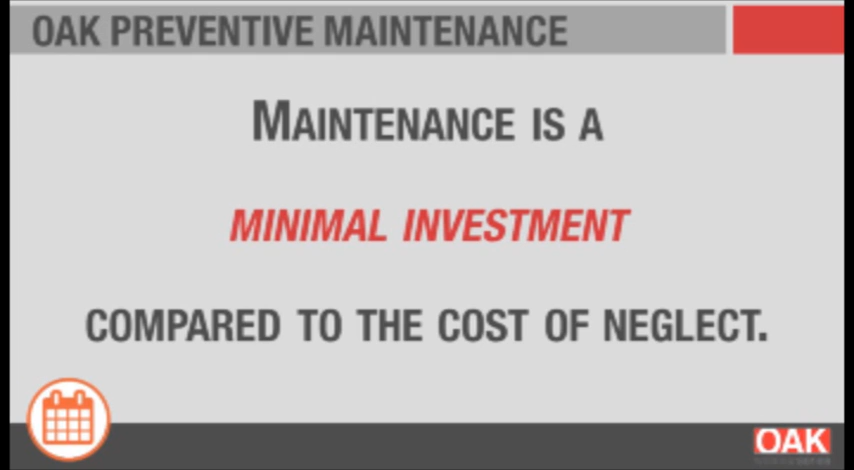 OAK PREVENTIVE MAINTENANCE
MAINTENANCE IS A
MINIMAL INVESTMENT
COMPARED TO THE COST OF NEGLECT.
OAK